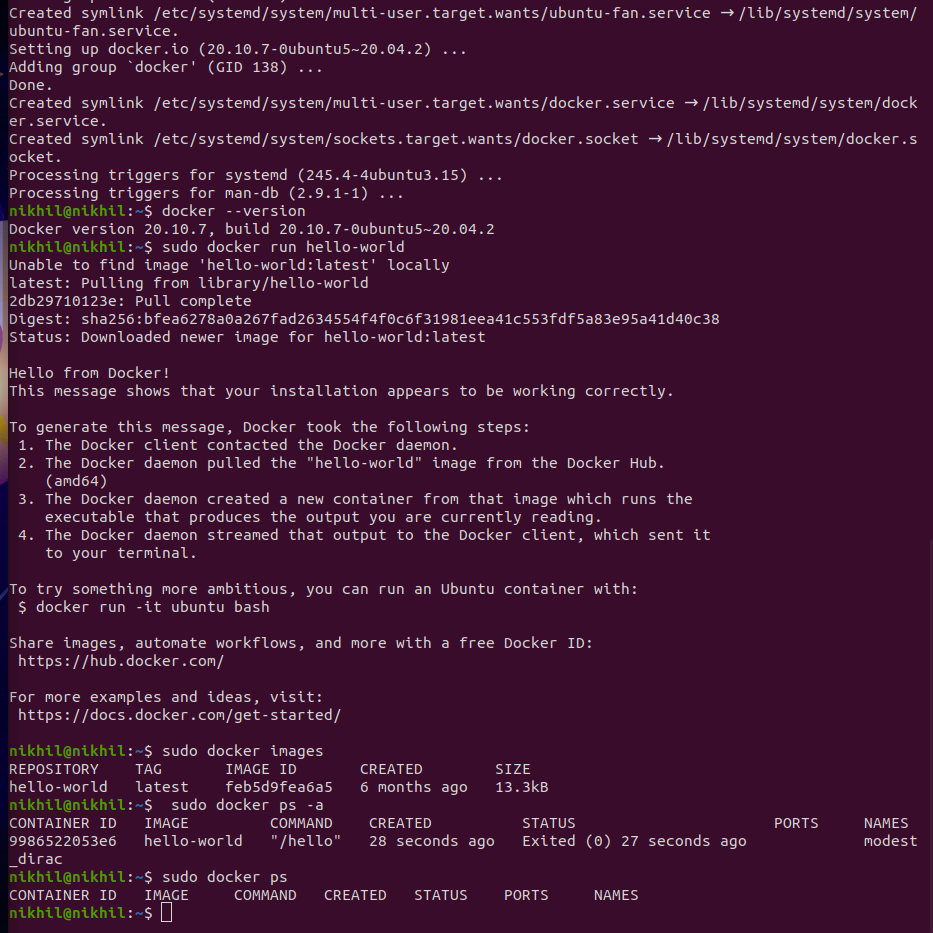 Created symlink /etc/systemd/system/multi-user.target.wants/ubuntu-fan.service → /lib/systemd/system/
ubuntu-fan.service.
Setting up docker.io (20.10.7-0ubuntu5~20.04.2) ...
Adding group `docker' (GID 138) ...
Done.
Created symlink /etc/systemd/system/multi-user.target.wants/docker.service → /lib/systemd/system/dock
er.service.
Created symlink /etc/systemd/system/sockets.target.wants/docker.socket → /lib/systemd/system/docker.s
ocket.
Processing triggers for systemd (245.4-4ubuntu3.15) ...
Processing triggers for man-db (2.9.1-1) ...
nikhil@nikhil:~$ docker --version
Docker version 20.10.7, build 20.10.7-0ubuntu5~20.04.2
nikhil@nikhil:~$ sudo docker run hello-world
Unable to find image 'hello-world:latest' locally
latest: Pulling from library/hello-world
2db29710123e: Pull complete
Digest: sha256:bfea6278a0a267fad2634554f4f0c6f31981eea41c553fdf5a83e95a41d40c38
Status: Downloaded newer image for hello-world:latest

Hello from Docker!
This message shows that your installation appears to be working correctly.

To generate this message, Docker took the following steps:
 1. The Docker client contacted the Docker daemon.
 2. The Docker daemon pulled the "hello-world" image from the Docker Hub.
    (amd64)
 3. The Docker daemon created a new container from that image which runs the
    executable that produces the output you are currently reading.
 4. The Docker daemon streamed that output to the Docker client, which sent it
    to your terminal.

To try something more ambitious, you can run an Ubuntu container with:
 $ docker run -it ubuntu bash

Share images, automate workflows, and more with a free Docker ID:
 https://hub.docker.com/

For more examples and ideas, visit:
 https://docs.docker.com/get-started/

nikhil@nikhil:~$ sudo docker images
REPOSITORY    TAG       IMAGE ID       CREATED        SIZE
hello-world   latest    feb5d9fea6a5   6 months ago   13.3kB
nikhil@nikhil:~$  sudo docker ps -a
CONTAINER ID   IMAGE         COMMAND    CREATED          STATUS                      PORTS     NAMES
9986522053e6   hello-world   "/hello"   28 seconds ago   Exited (0) 27 seconds ago             modest
_dirac
nikhil@nikhil:~$ sudo docker ps
CONTAINER ID   IMAGE     COMMAND   CREATED   STATUS    PORTS     NAMES
nikhil@nikhil:~$